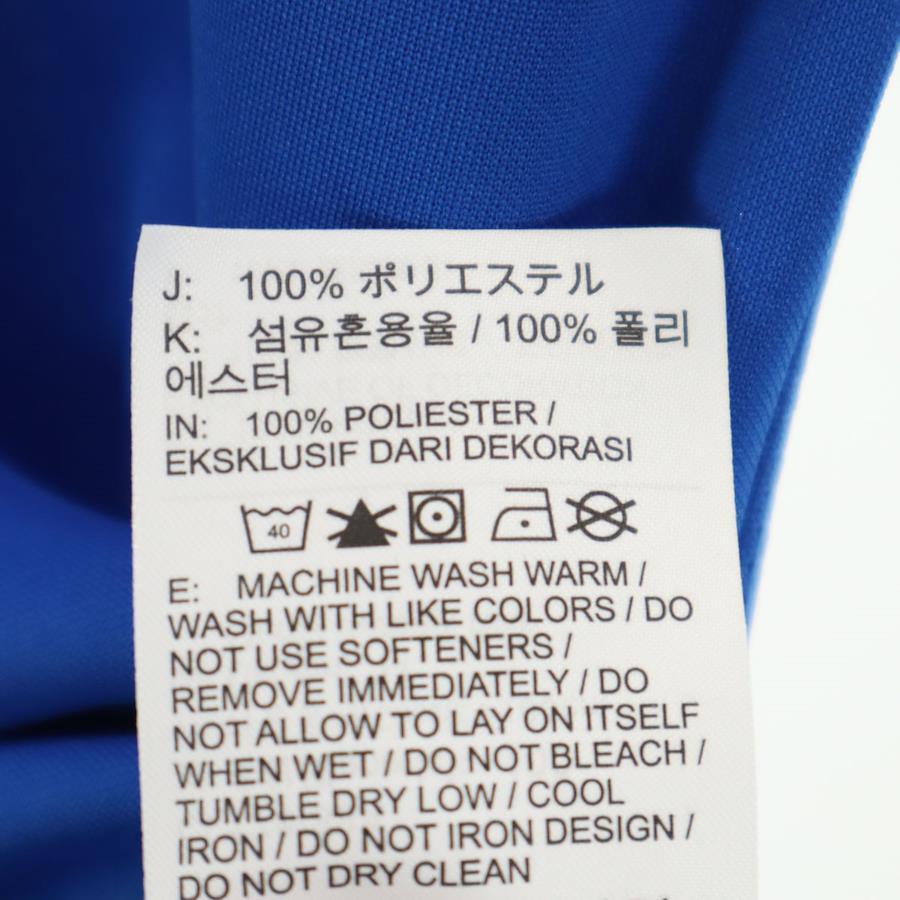 J: 100% ポリエステル
K: 섬유혼용율 / 100% 폴리
에스터
IN: 100% POLIESTER /
EKSKLUSIF DARI DEKORASI
40
E: MACHINE WASH WARM /
WASH WITH LIKE COLORS / DO
NOT USE SOFTENERS /
REMOVE IMMEDIATELY / DO
NOT ALLOW TO LAY ON ITSELF
WHEN WET / DO NOT BLEACH /
TUMBLE DRY LOW / COOL
IRON / DO NOT IRON DESIGN /
DO NOT DRY CLEAN